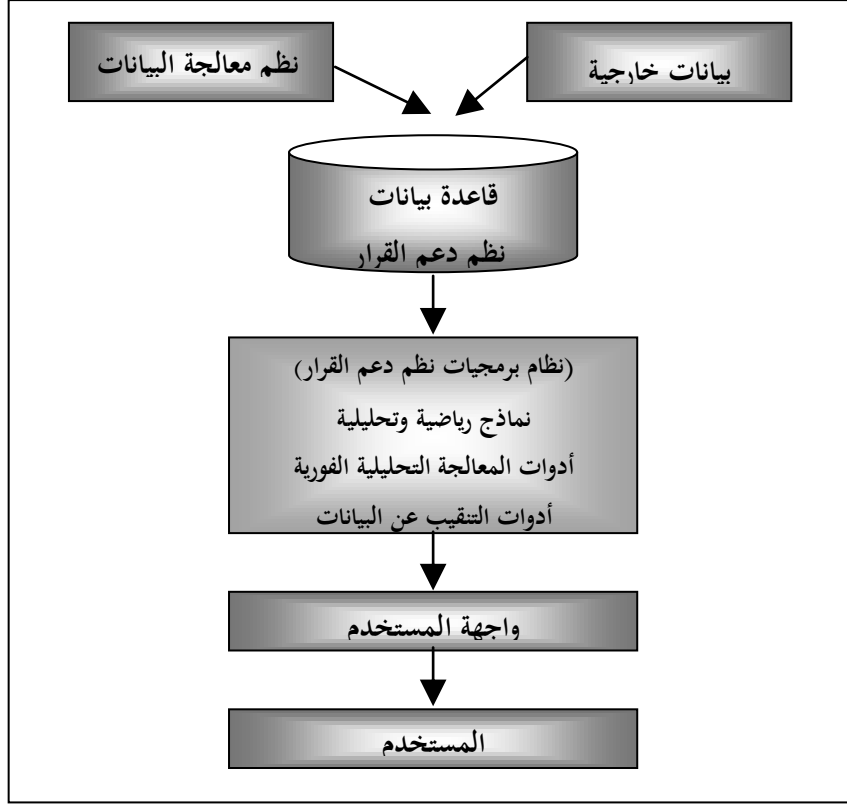 نظم معالجة البيانات
بيانات خارجية
قاعدة بيانات
نظم دعم القرار
(نظام برمجيات نظم دعم القرار)
نماذج رياضية وتحليلية
أدوات المعالجة التحليلية الفورية
أدوات التنقيب عن البيانات
واجهة المستخدم
المستخدم